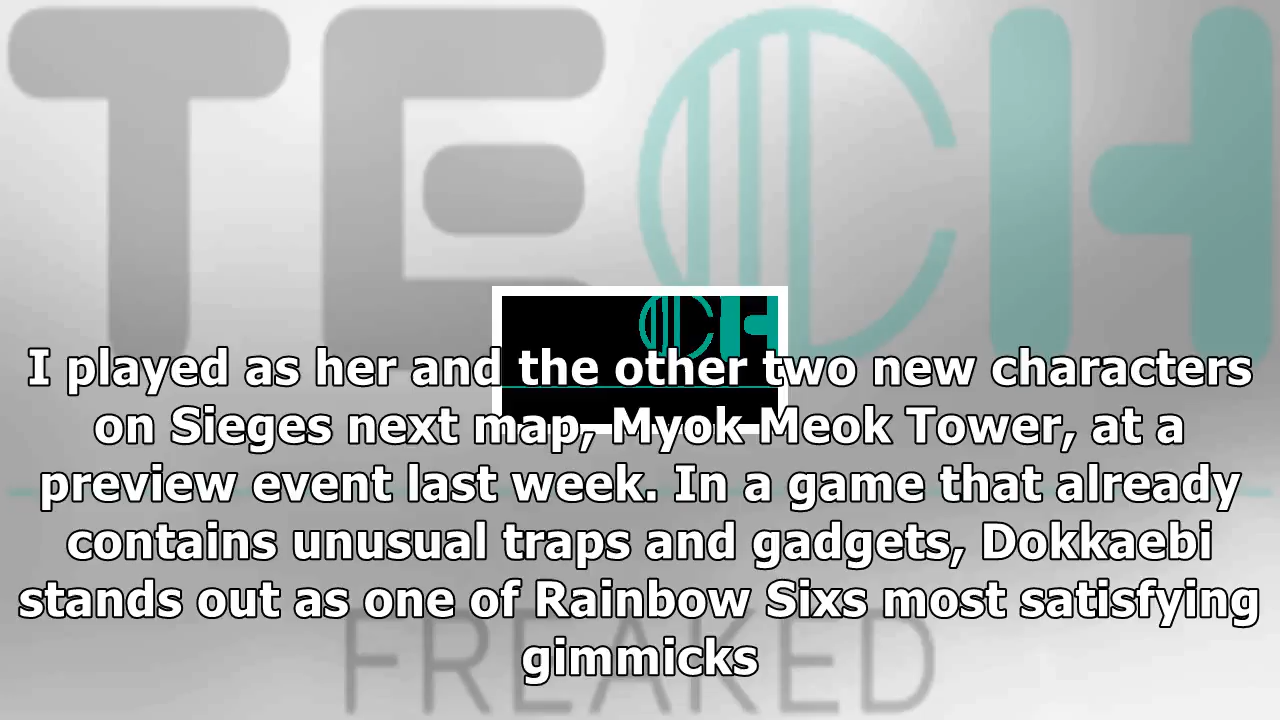 TECH
I played as her and the other two new characters
on Sieges next map, Myok Meok Tower, at a
preview event last week. In a game that already
contains unusual traps and gadgets, Dokkaebi
stands out as one of Rainbow Sixs most satisfying
gimmicks
FREAKED